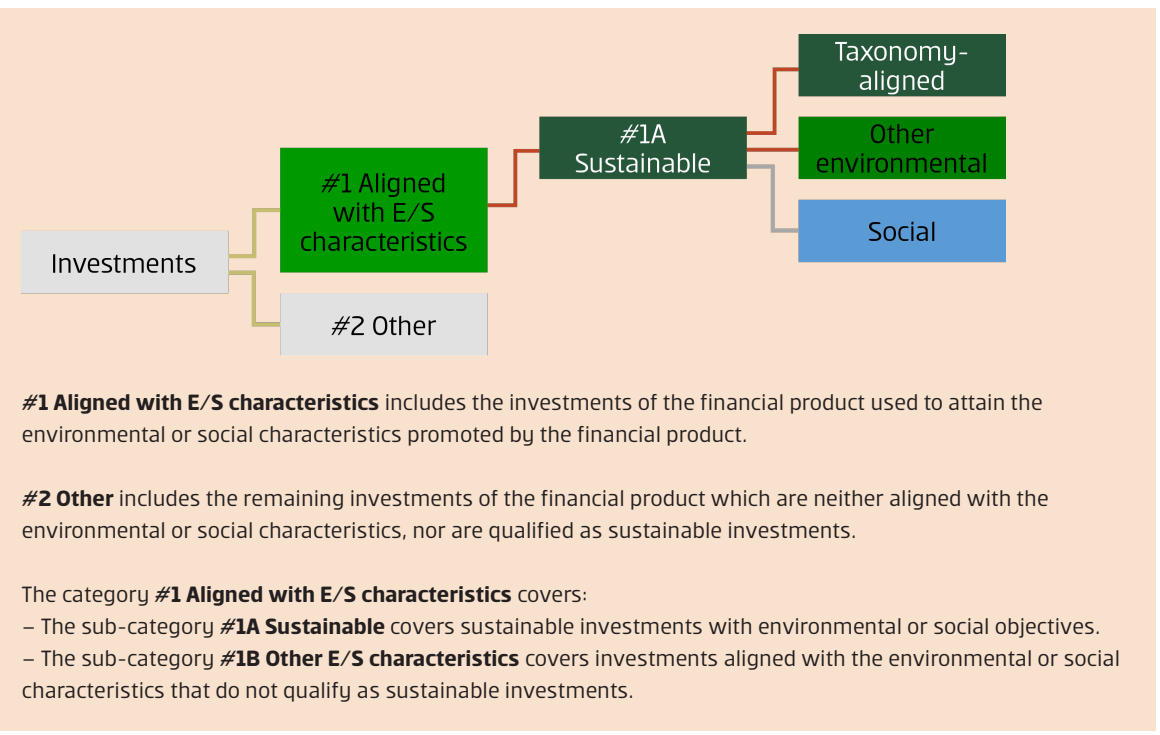 Taxonomy-
aligned
#1A
Sustainable
Other
environmental
#1 Aligned
with E/S
characteristics
Social
Investments
#2 Other
#1 Aligned with E/S characteristics includes the investments of the financial product used to attain the
environmental or social characteristics promoted by the financial product.
#2 Other includes the remaining investments of the financial product which are neither aligned with the
environmental or social characteristics, nor are qualified as sustainable investments.
The category #1 Aligned with E/S characteristics covers:
– The sub-category #1A Sustainable covers sustainable investments with environmental or social objectives.
– The sub-category #1B Other E/S characteristics covers investments aligned with the environmental or social
characteristics that do not qualify as sustainable investments.